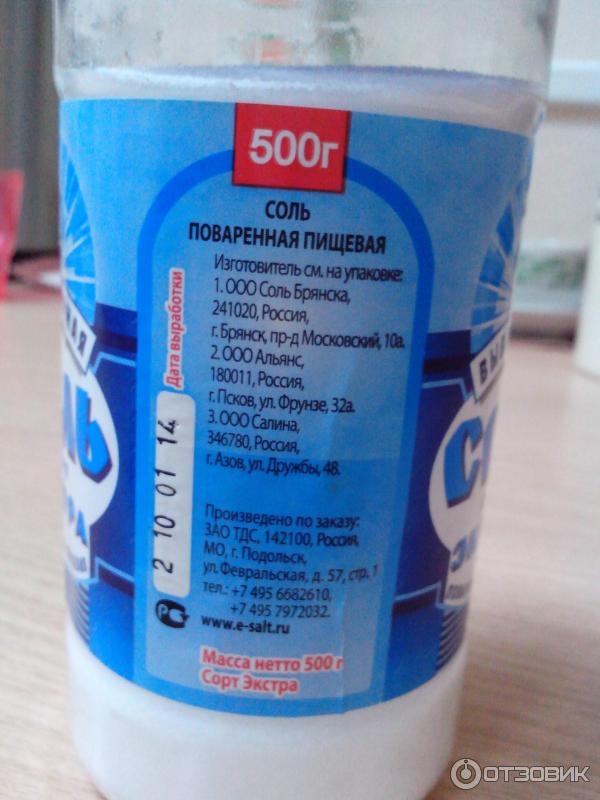 500г
СОЛЬ
ПОВАРЕННАЯ ПИЩЕВАЯ
Изготовитель см. на упаковке:
1. ООО Соль Брянска,
241020, Россия,
г. Брянск, пр-д Московский, 10а.
2. ООО Альянс,
180011, Россия,
г. Псков, ул. Фрунзе, 32а.
3. ООО Салина,
346780, Россия,
г. Азов, ул. Дружбы, 48.
Дата выработки
2 10 01 14
Произведено по заказу:
ЗАО ТДС, 142100, Россия,
МО, г. Подольск,
ул. Февральская, д. 57, стр. 1
тел.: +7 495 6682610,
+7 495 7972032.
www.e-salt.ru
Масса нетто 500 г
Сорт Экстра
ОТЗОВИК